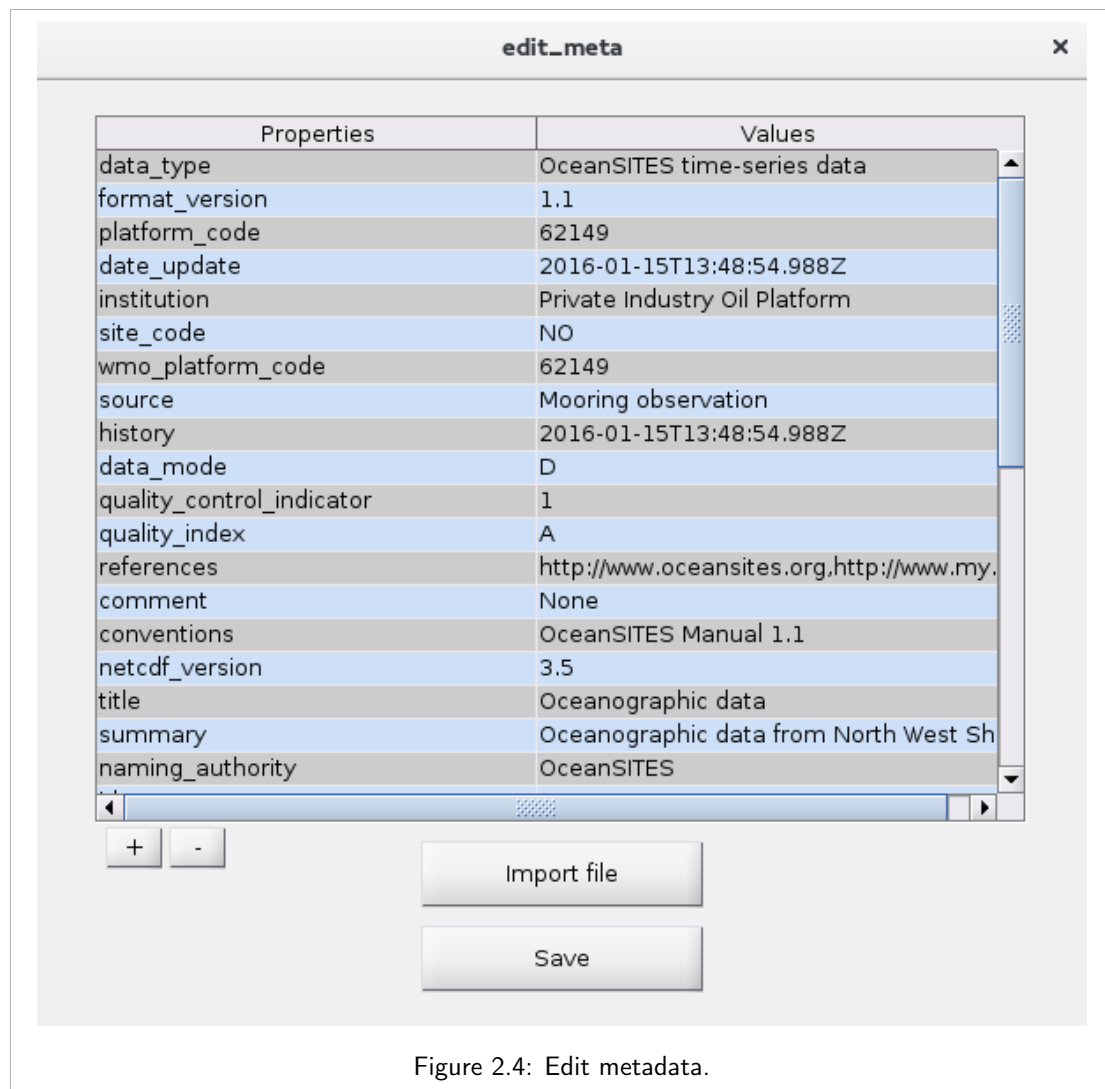 edit_meta ×
Properties Values
data_type OceanSITES time-series data
format_version 1.1
platform_code 62149
date_update 2016-01-15T13:48:54.988Z
institution Private Industry Oil Platform
site_code NO
wmo_platform_code 62149
source Mooring observation
history 2016-01-15T13:48:54.988Z
data_mode D
quality_control_indicator 1
quality_index A
references http://www.oceansites.org,http://www.my.
comment None
conventions OceanSITES Manual 1.1
netcdf_version 3.5
title Oceanographic data
summary Oceanographic data from North West Sh
naming_authority OceanSITES
+ -
Import file
Save
Figure 2.4: Edit metadata.